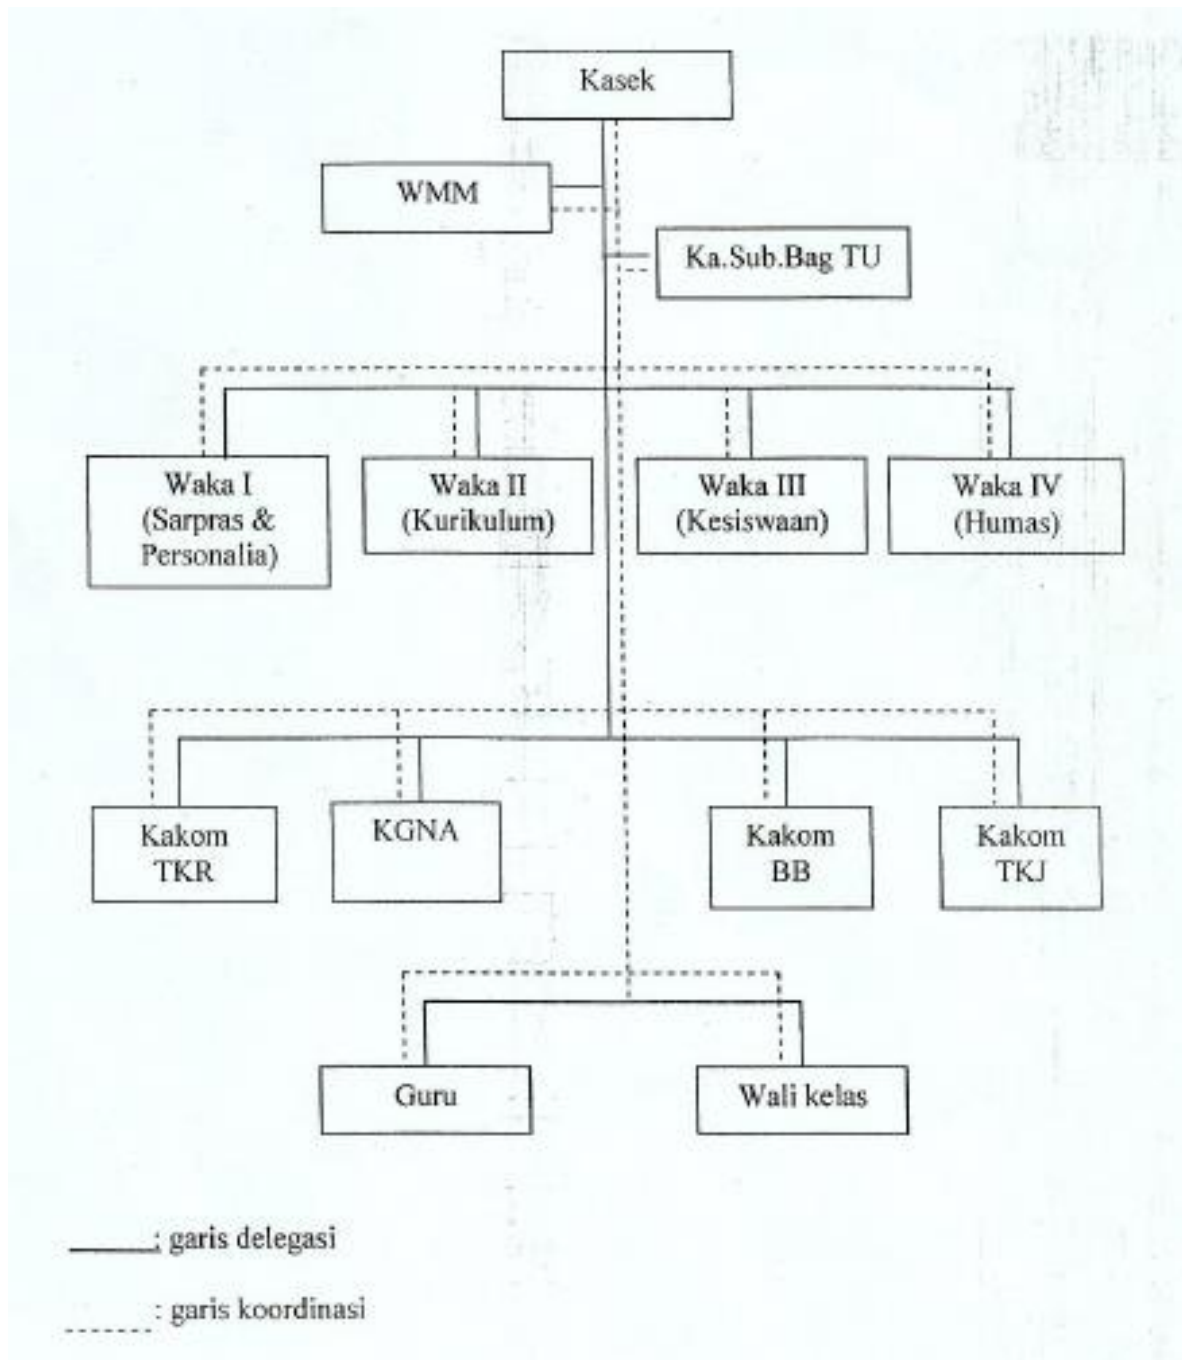 Kasek
WMM
Ka.Sub.Bag TU
Waka I
(Sarpras &
Personalia)
Waka II
(Kurikulum)
Waka III
(Kesiswaan)
Waka IV
(Humas)
Kakom
TKR
KGNA
Kakom
BB
Kakom
TKJ
Guru
Wali kelas
: garis delegasi
: garis koordinasi